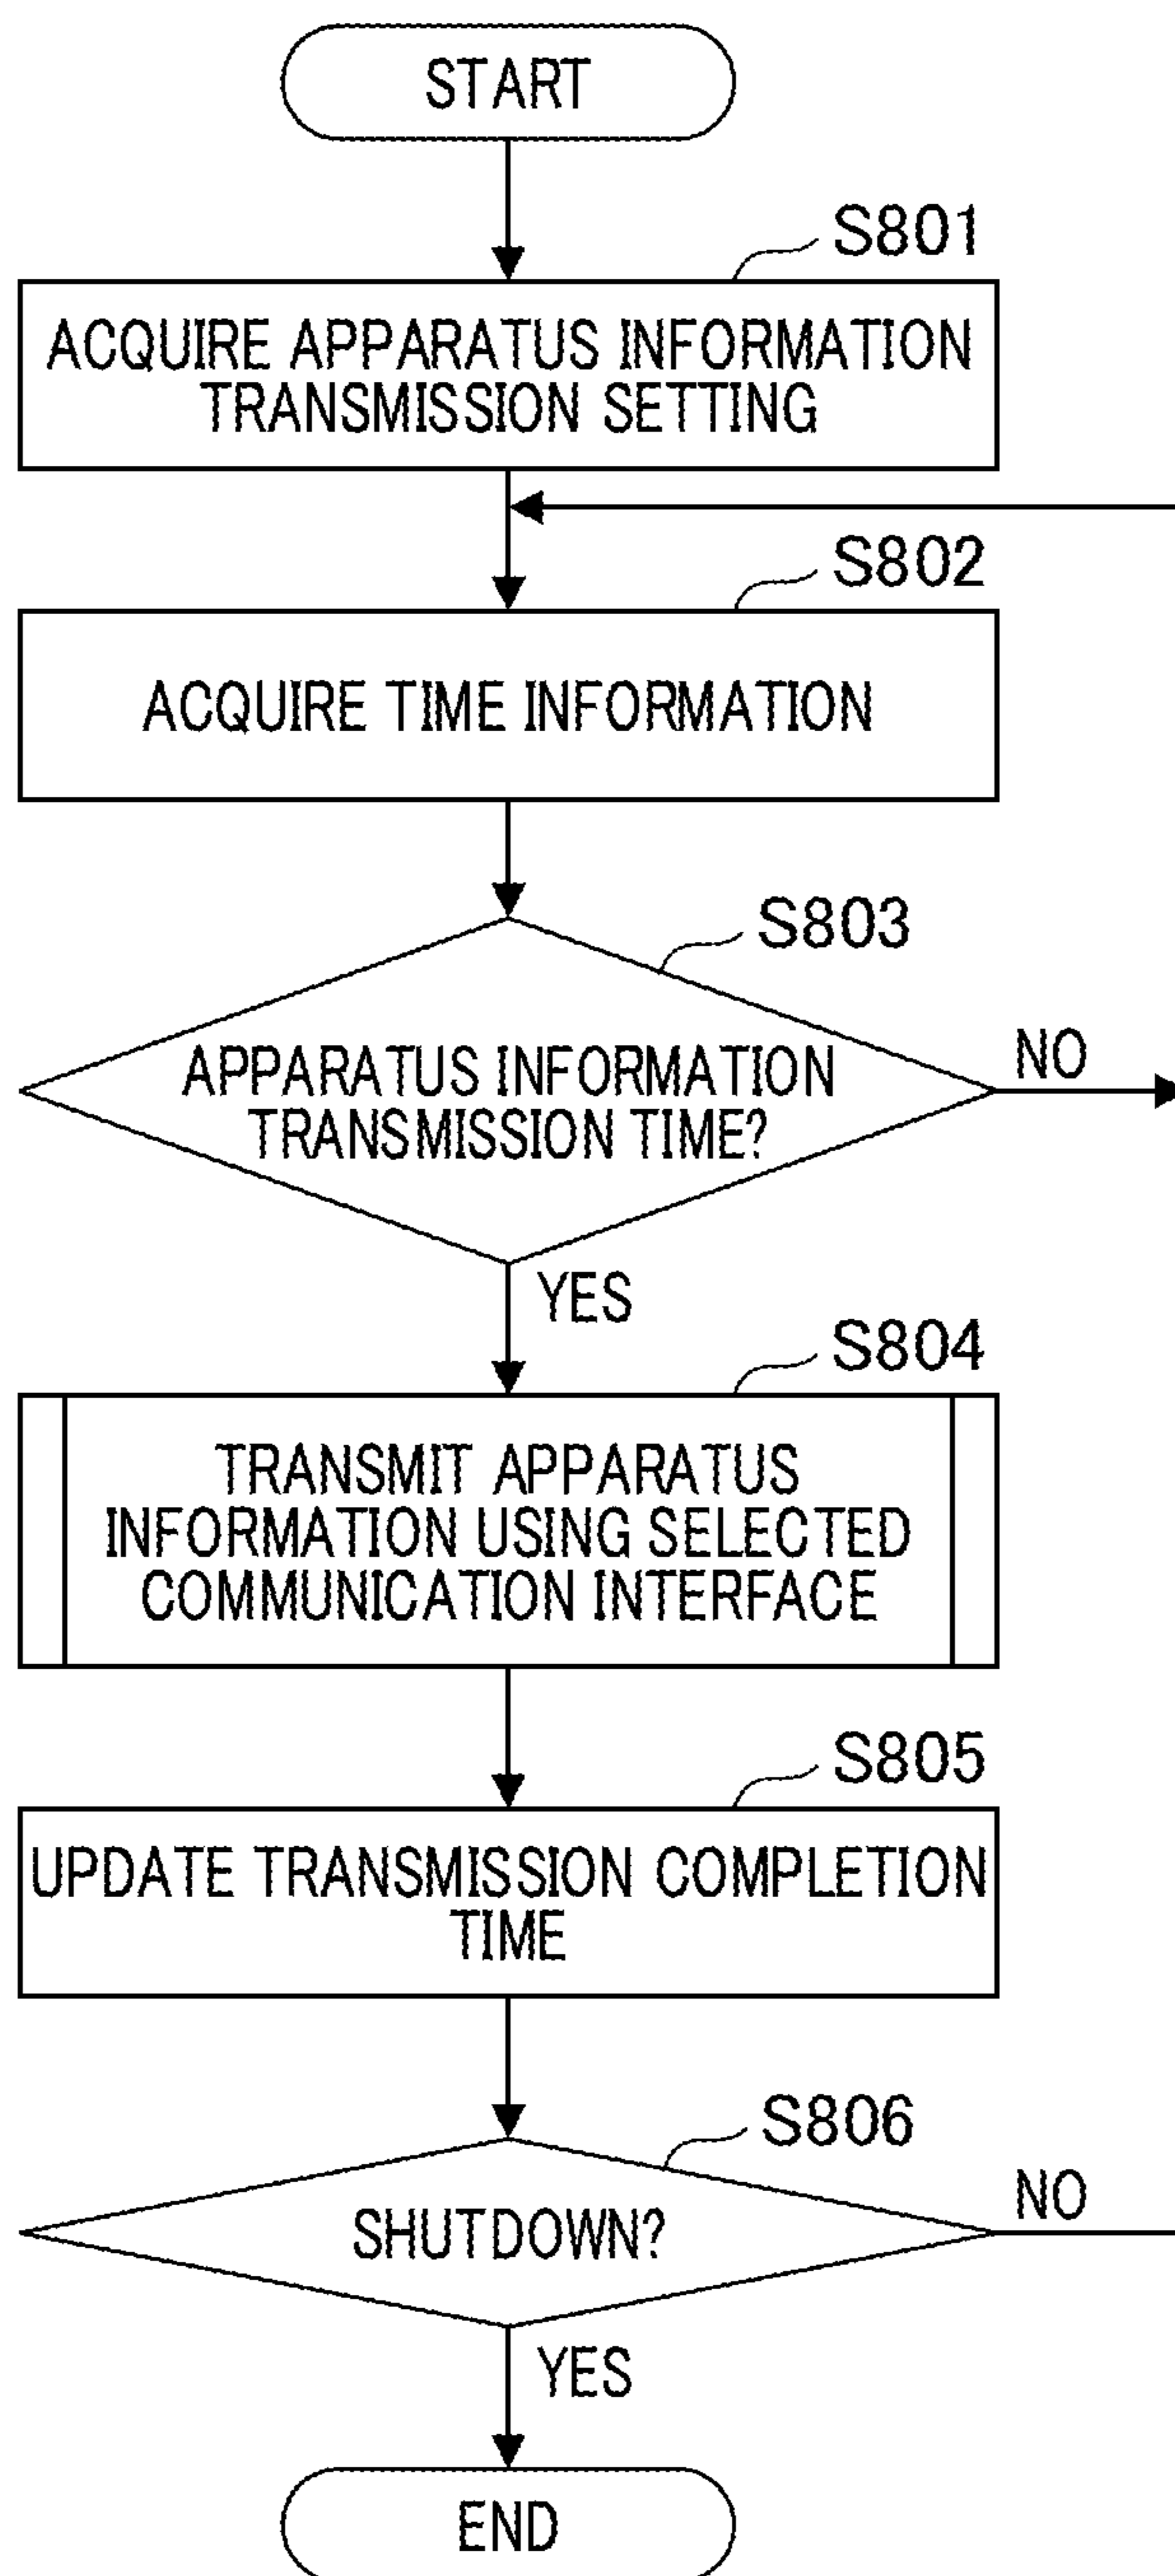 START
S801
ACQUIRE APPARATUS INFORMATION
TRANSMISSION SETTING
S802
ACQUIRE TIME INFORMATION
S803
APPARATUS INFORMATION
TRANSMISSION TIME?
NO
YES
S804
TRANSMIT APPARATUS
INFORMATION USING SELECTED
COMMUNICATION INTERFACE
S805
UPDATE TRANSMISSION COMPLETION
TIME
S806
SHUTDOWN?
NO
YES
END